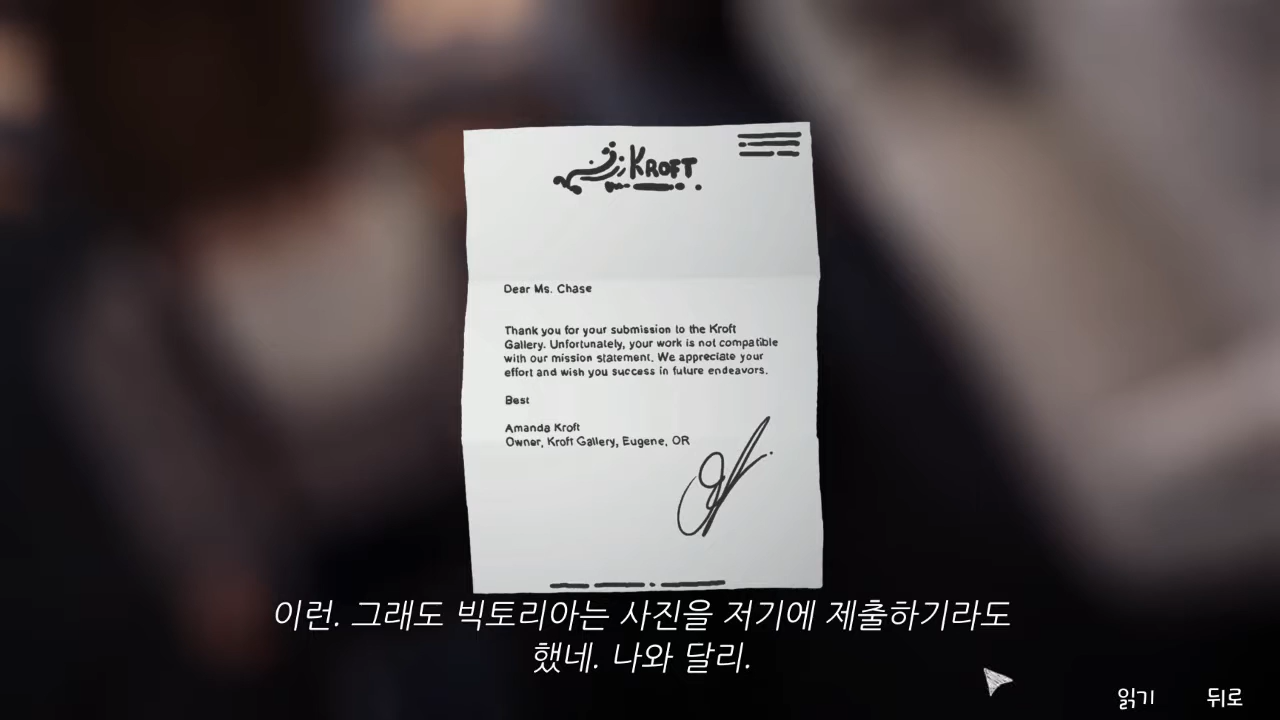 KROFT
Dear Ms. Chase
Thank you for your submission to the Kroft
Gallery. Unfortunately, your work is not compatible
with our mission statement. We appreciate your
effort and wish you success in future endeavors.
Best
Amanda Kroft
Owner, Kroft Gallery, Eugene, OR
이런. 그래도 빅토리아는 사진을 저기에 제출하기라도
했네. 나와 달리.
읽기 뒤로